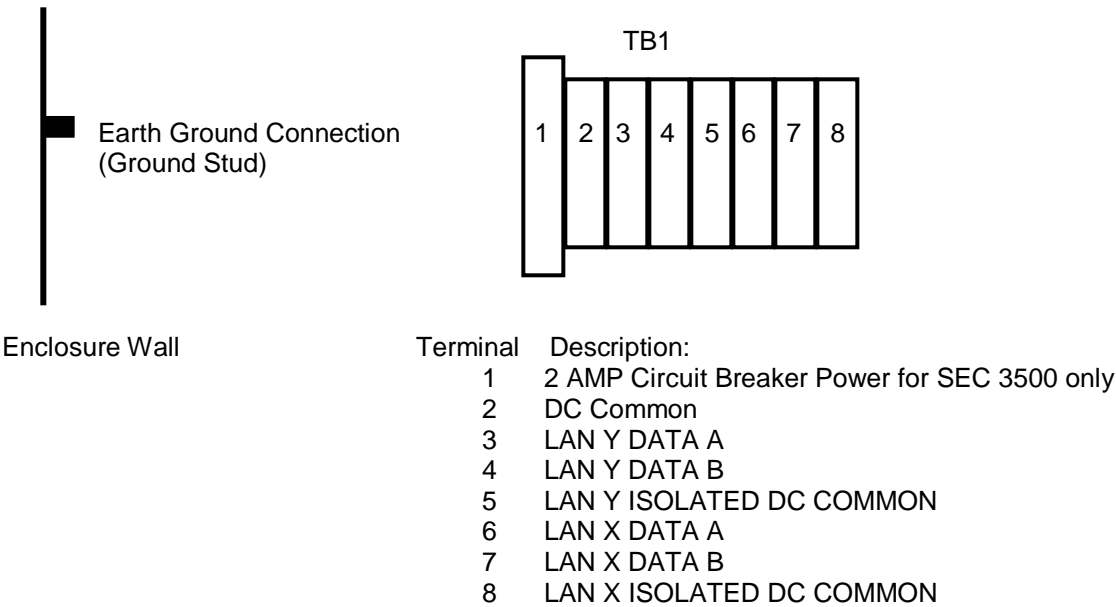 TB1
Earth Ground Connection
(Ground Stud)
1 2 3 4 5 6 7 8
Enclosure Wall
Terminal Description:
1 2 AMP Circuit Breaker Power for SEC 3500 only
2 DC Common
3 LAN Y DATA A
4 LAN Y DATA B
5 LAN Y ISOLATED DC COMMON
6 LAN X DATA A
7 LAN X DATA B
8 LAN X ISOLATED DC COMMON